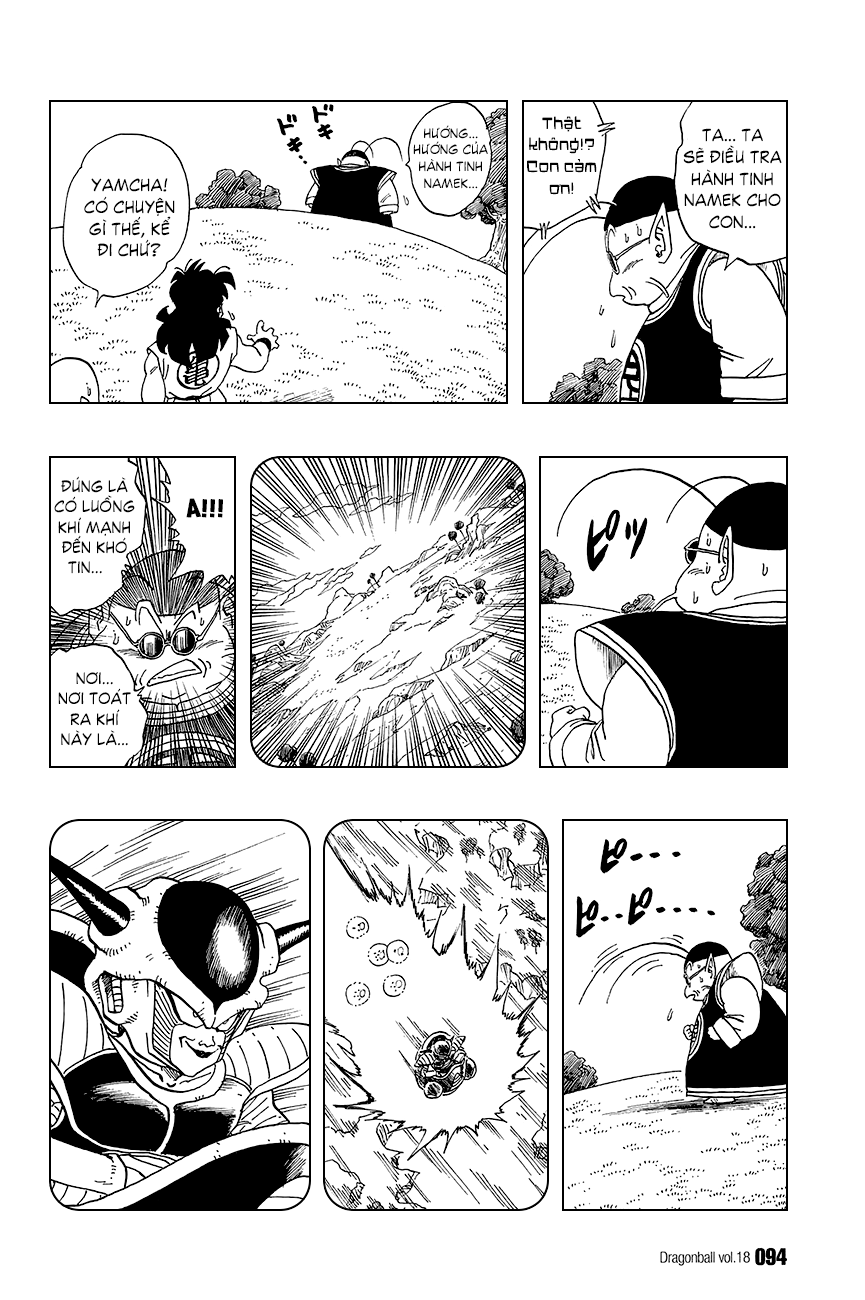 TA... TA
SẼ ĐIỀU TRA
HÀNH TINH
NAMEK CHO
CON...
Thật
không!?
Con cảm
ơn!
HƯỚNG...
HƯỚNG CỦA
HÀNH TINH
NAMEK...
ドキ
ドキ..
YAMCHA!
CÓ CHUYỆN
GÌ THẾ, KỂ
ĐI CHỨ?
亀
ピッ
A!!!
ĐÚNG LÀ
CÓ LUỒNG
KHÍ MẠNH
ĐẾN KHÓ
TIN...
NƠI...
NƠI TOÁT
RA KHÍ
NÀY LÀ...
ピ・・・・
ピ・・ピ・・・・・
Dragonball vol.18 094